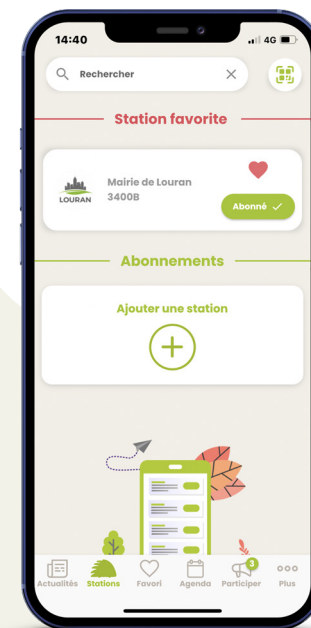 14:40
4G
Rechercher
Station favorite
LOURAN
Mairie de Louran
3400B
Abonné
Abonnements
Ajouter une station
Actualités
Stations
Favori
Agenda
3
Participer
Plus